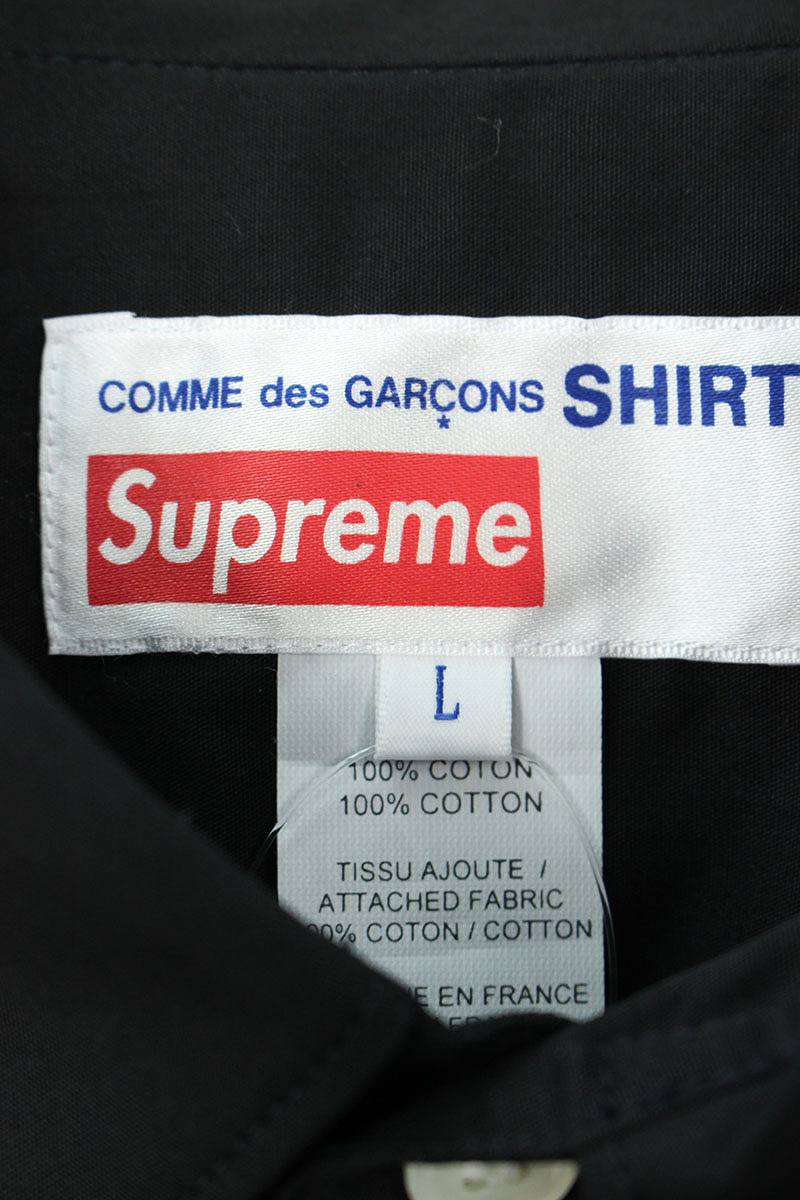 COMME des GARÇONS SHIRT
Supreme
L
100% COTON
100% COTTON
TISSU AJOUTE /
ATTACHED FABRIC
COTON / COTTON
EN FRANCE